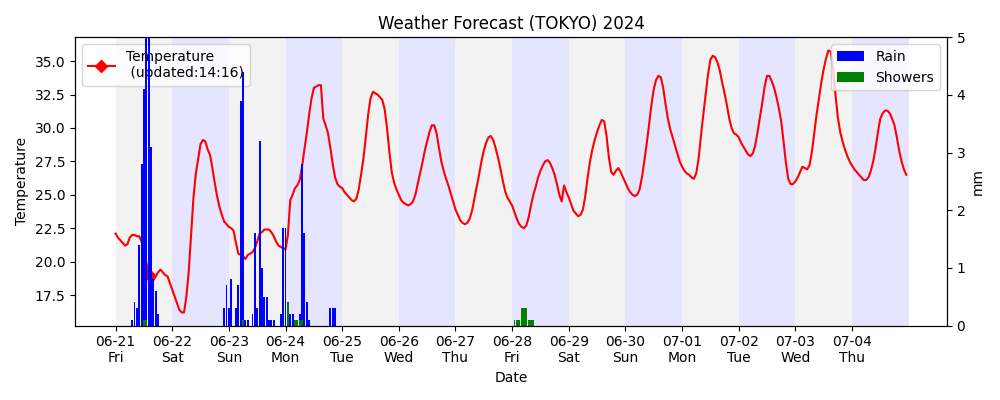 Weather Forecast (TOKYO) 2024
Temperature
(updated:14:16)
Rain
Showers
35.0
32.5
30.0
27.5
25.0
22.5
20.0
17.5
Temperature
5
4
3
2
1
0
mm
06-21 06-22 06-23 06-24 06-25 06-26 06-27 06-28 06-29 06-30 07-01 07-02 07-03 07-04
Fri Sat Sun Mon Tue Wed Thu Fri Sat Sun Mon Tue Wed Thu
Date